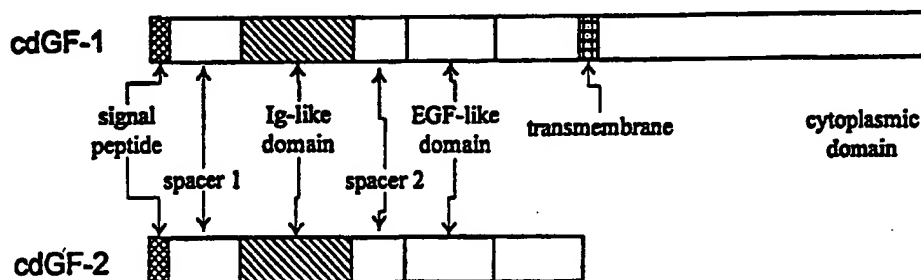 cdGF-1
signal
peptide
spacer 1
Ig-like
domain
spacer 2
EGF-like
domain
transmembrane
cytoplasmic
domain
cdGF-2